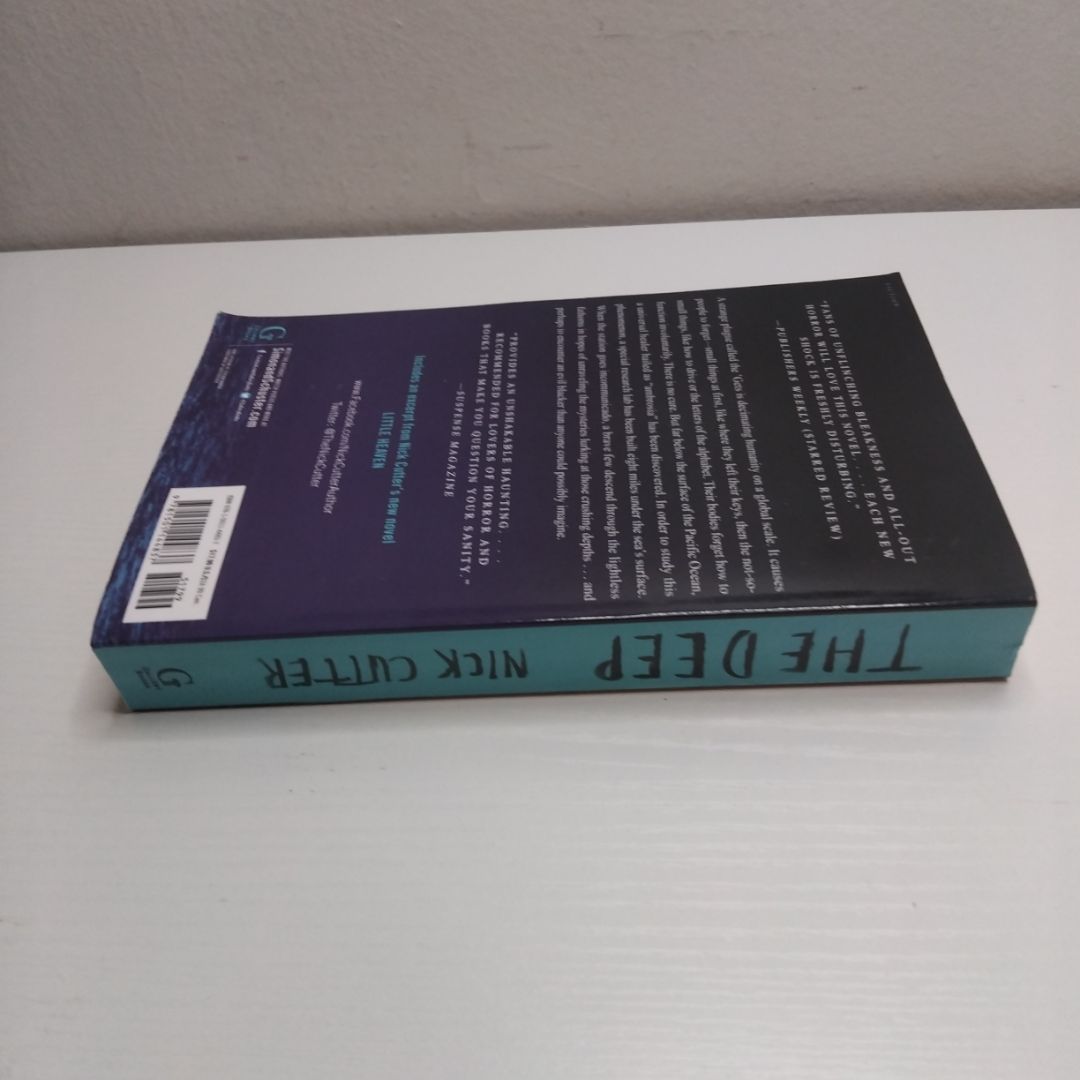 FICTION
"FANS OF UNFLINCHING BLEAKNESS AND ALL-OUT
HORROR WILL LOVE THIS NOVEL. . . . EACH NEW
SHOCK IS FRESHLY DISTURBING."
—PUBLISHERS WEEKLY (STARRED REVIEW)
A strange plague called the 'Gets is decimating humanity on a global scale. It causes
people to forget—small things at first, like where they left their keys, then the not-so-
small things, like how to drive or the letters of the alphabet. Their bodies forget how to
function involuntarily. There is no cure. But far below the surface of the Pacific Ocean,
a universal healer hailed as "ambrosia" has been discovered. In order to study this
phenomenon, a special research lab has been built eight miles under the sea's surface.
When the station goes incommunicado, a brave few descend through the lightless
fathoms in hopes of unraveling the mysteries lurking at those crushing depths . . . and
perhaps to encounter an evil blacker than anyone could possibly imagine.
"PROVIDES AN UNSHAKABLE HAUNTING. . . .
RECOMMENDED FOR LOVERS OF HORROR AND
BOOKS THAT MAKE YOU QUESTION YOUR SANITY."
—SUSPENSE MAGAZINE
Includes an excerpt from Nick Cutter's new novel
LITTLE HEAVEN
www.Facebook.com/NickCutterAuthor
Twitter: @TheNickCutter
G
SimonandSchuster.com
51799
THE DEEP
NICK CUTTER
G